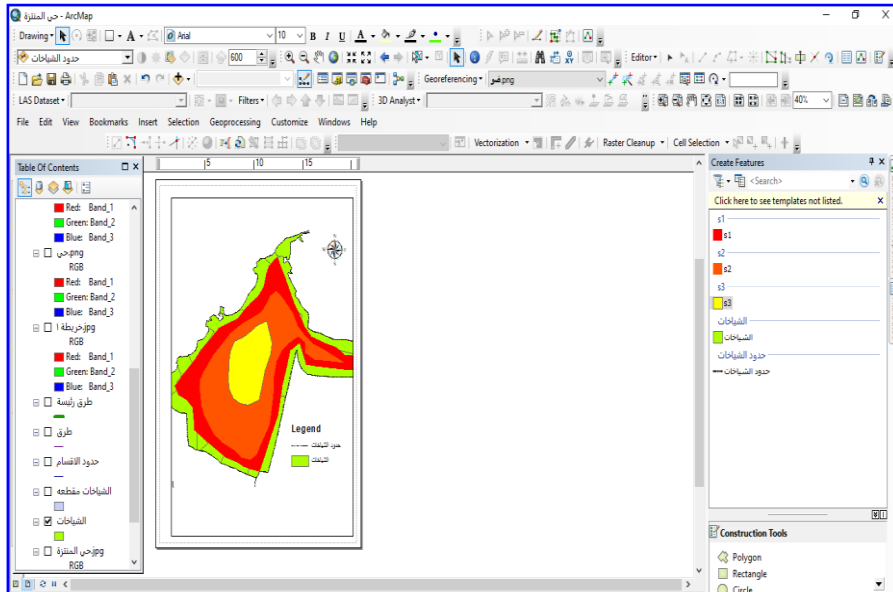 حي المنتزة - ArcMap
Drawing
Arial
10
B I U A
حدود الشياخات
600
Editor
Georeferencing
ضو.png
LAS Dataset
Filters
3D Analyst
40%
File Edit View Bookmarks Insert Selection Geoprocessing Customize Windows Help
Vectorization
Raster Cleanup
Cell Selection
Table Of Contents
Red: Band_1
Green: Band_2
Blue: Band_3
حي.png
RGB
Red: Band_1
Green: Band_2
Blue: Band_3
خريطة ١.jpg
RGB
Red: Band_1
Green: Band_2
Blue: Band_3
طرق رئيسة
طرق
حدود الاقسام
الشياخات مقطعه
الشياخات
حي المنتزة.jpg
RGB
5 10 15
N
Legend
حدود الشياخات
الشياخات
Create Features
<Search>
Click here to see templates not listed.
s1
s1
s2
s2
s3
s3
الشياخات
الشياخات
حدود الشياخات
حدود الشياخات
Construction Tools
Polygon
Rectangle
Circle